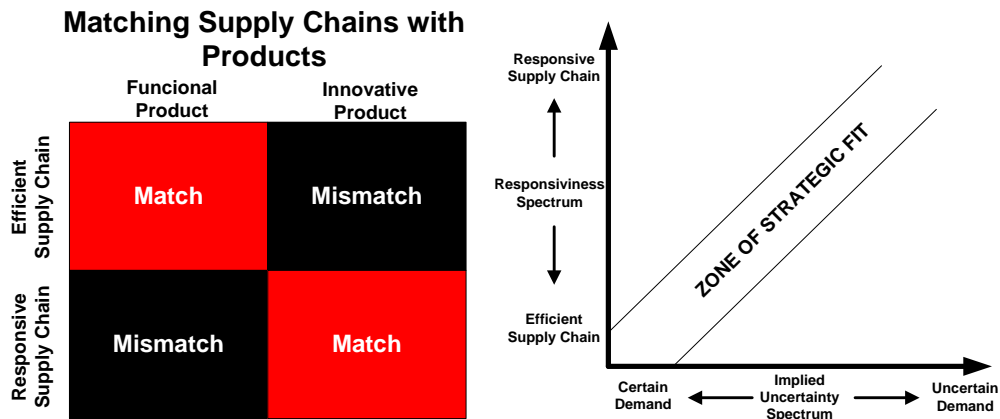 Matching Supply Chains with
Products
Funcional
Product
Innovative
Product
Efficient
Supply Chain
Match
Mismatch
Responsive
Supply Chain
Mismatch
Match
Responsive
Supply Chain
Responsiviness
Spectrum
Efficient
Supply Chain
ZONE OF STRATEGIC FIT
Certain
Demand
Implied
Uncertainty
Spectrum
Uncertain
Demand